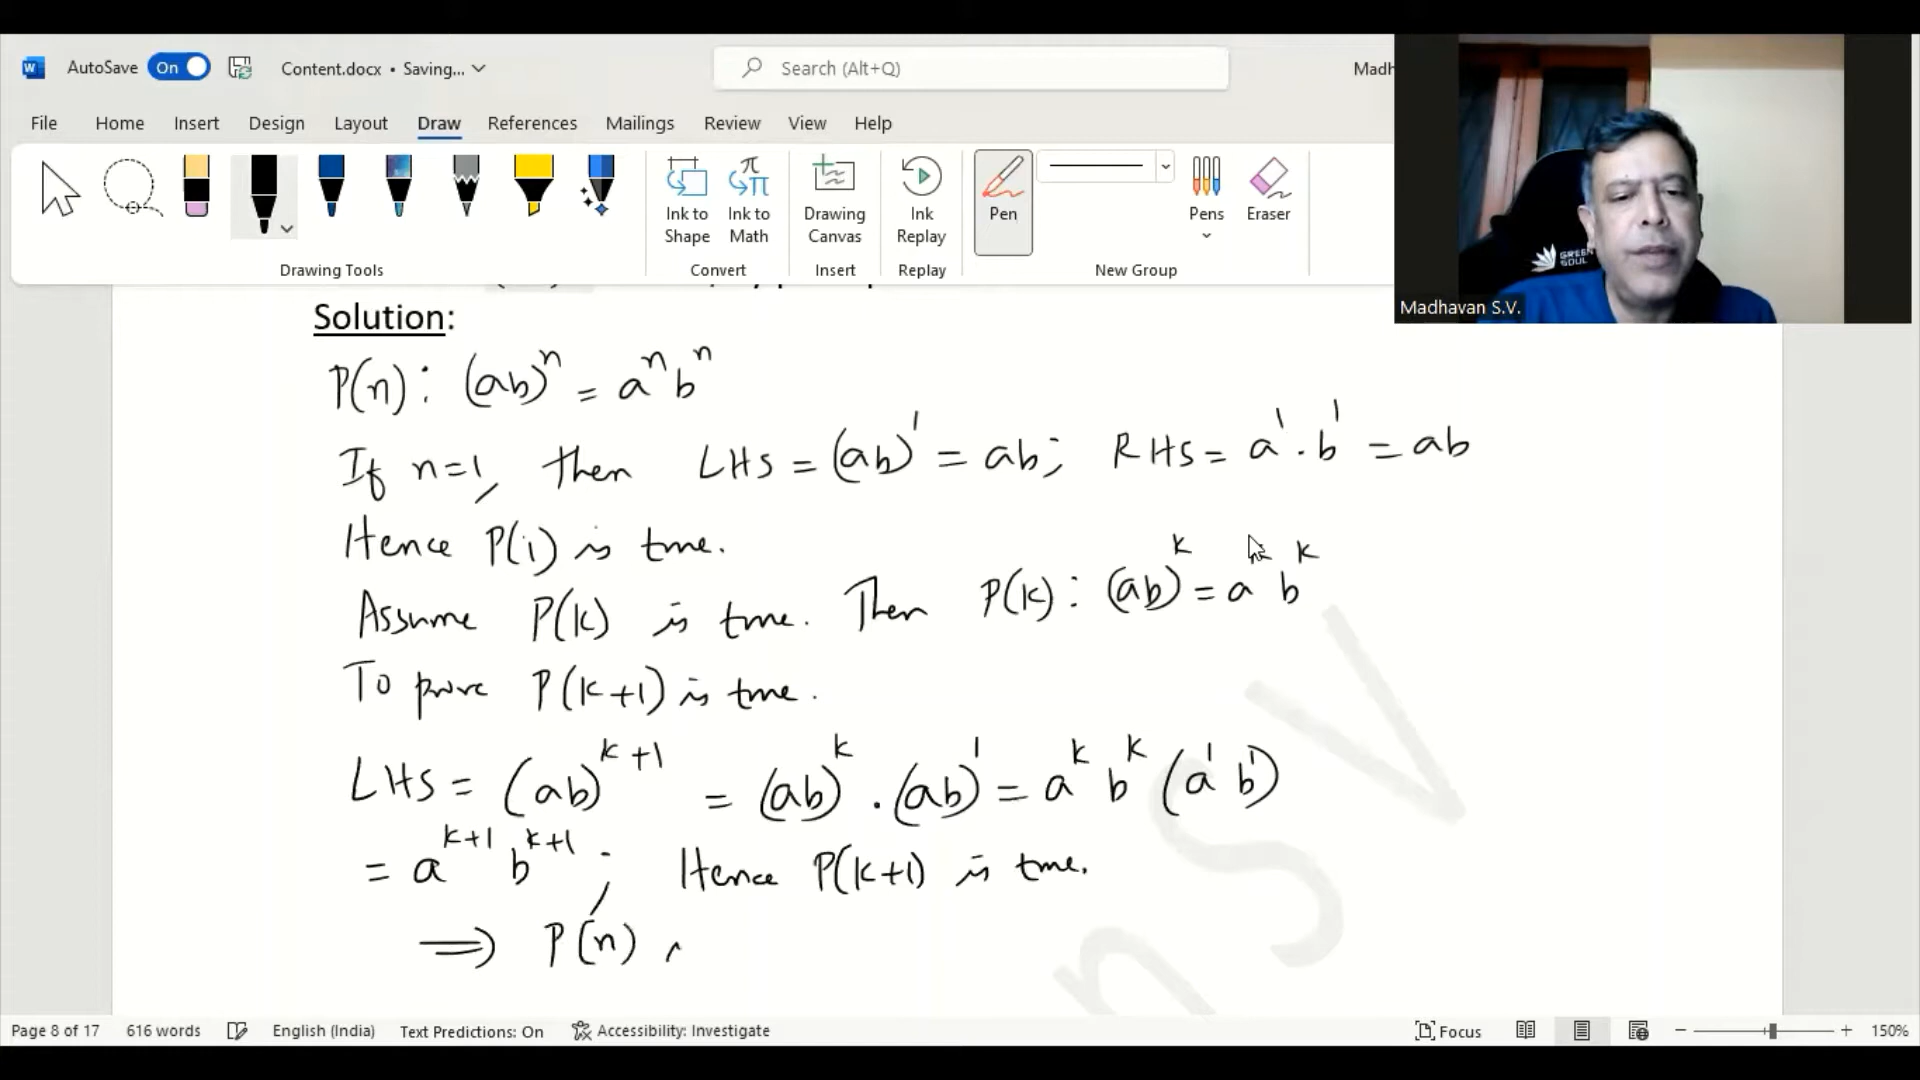 AutoSave On Content.docx • Saving... Search (Alt+Q) Madh
File Home Insert Design Layout Draw References Mailings Review View Help
Ink to Shape
Ink to Math
Drawing Canvas
Ink Replay
Pen
Pens
Eraser
Drawing Tools Convert Insert Replay New Group
GREEN SOUL
Madhavan S.V.
Solution:
P(n): (ab)^n = a^n b^n
If n=1, then LHS = (ab)^1 = ab; RHS = a^1 . b^1 = ab
Hence P(1) is true.
Assume P(k) is true. Then P(k): (ab)^k = a^k b^k
To prove P(k+1) is true.
LHS = (ab)^k+1 = (ab)^k . (ab)^1 = a^k b^k (a^1 b^1)
= a^k+1 b^k+1 ; Hence P(k+1) is true.
⇒ P(n)
n S V
Page 8 of 17 616 words English (India) Text Predictions: On Accessibility: Investigate Focus 150%